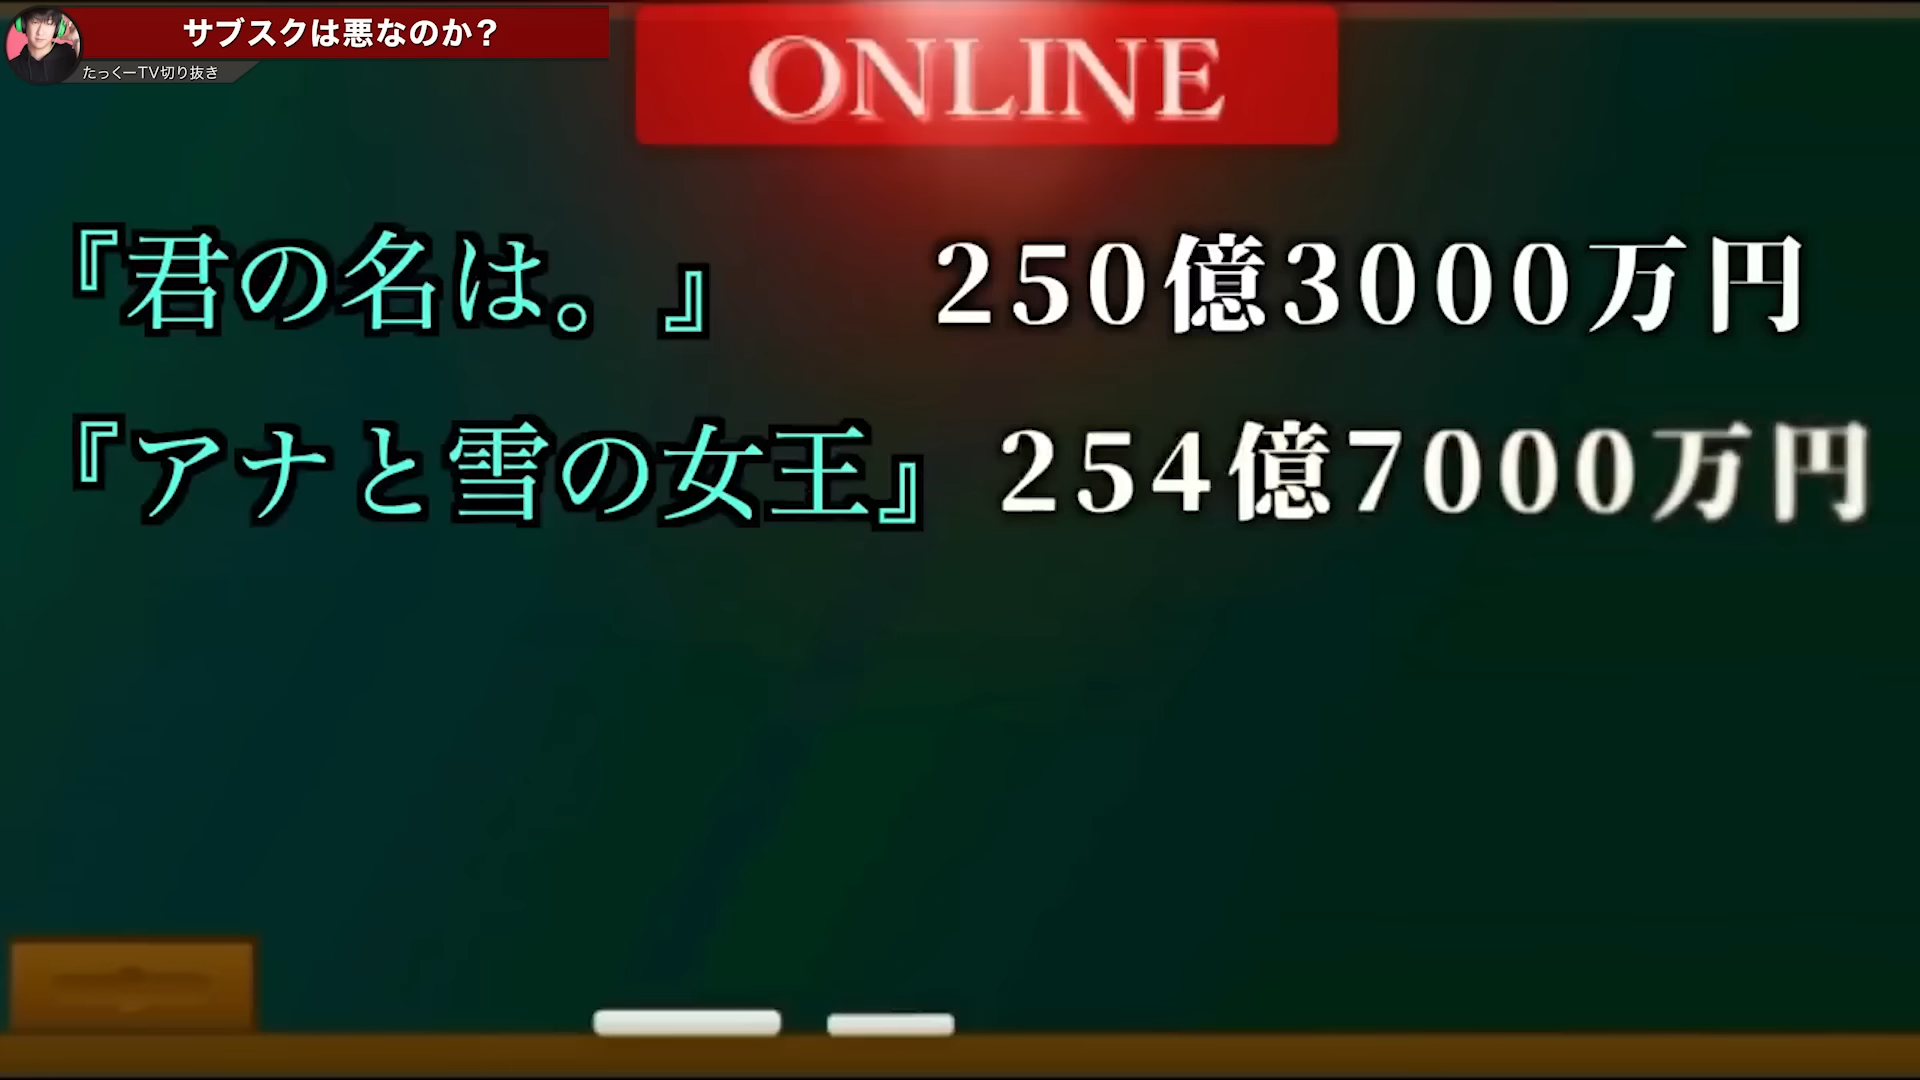 サブスクは悪なのか?
たっくーTV切り抜き
ONLINE
『君の名は。』 250億3000万円
『アナと雪の女王』 254億7000万円